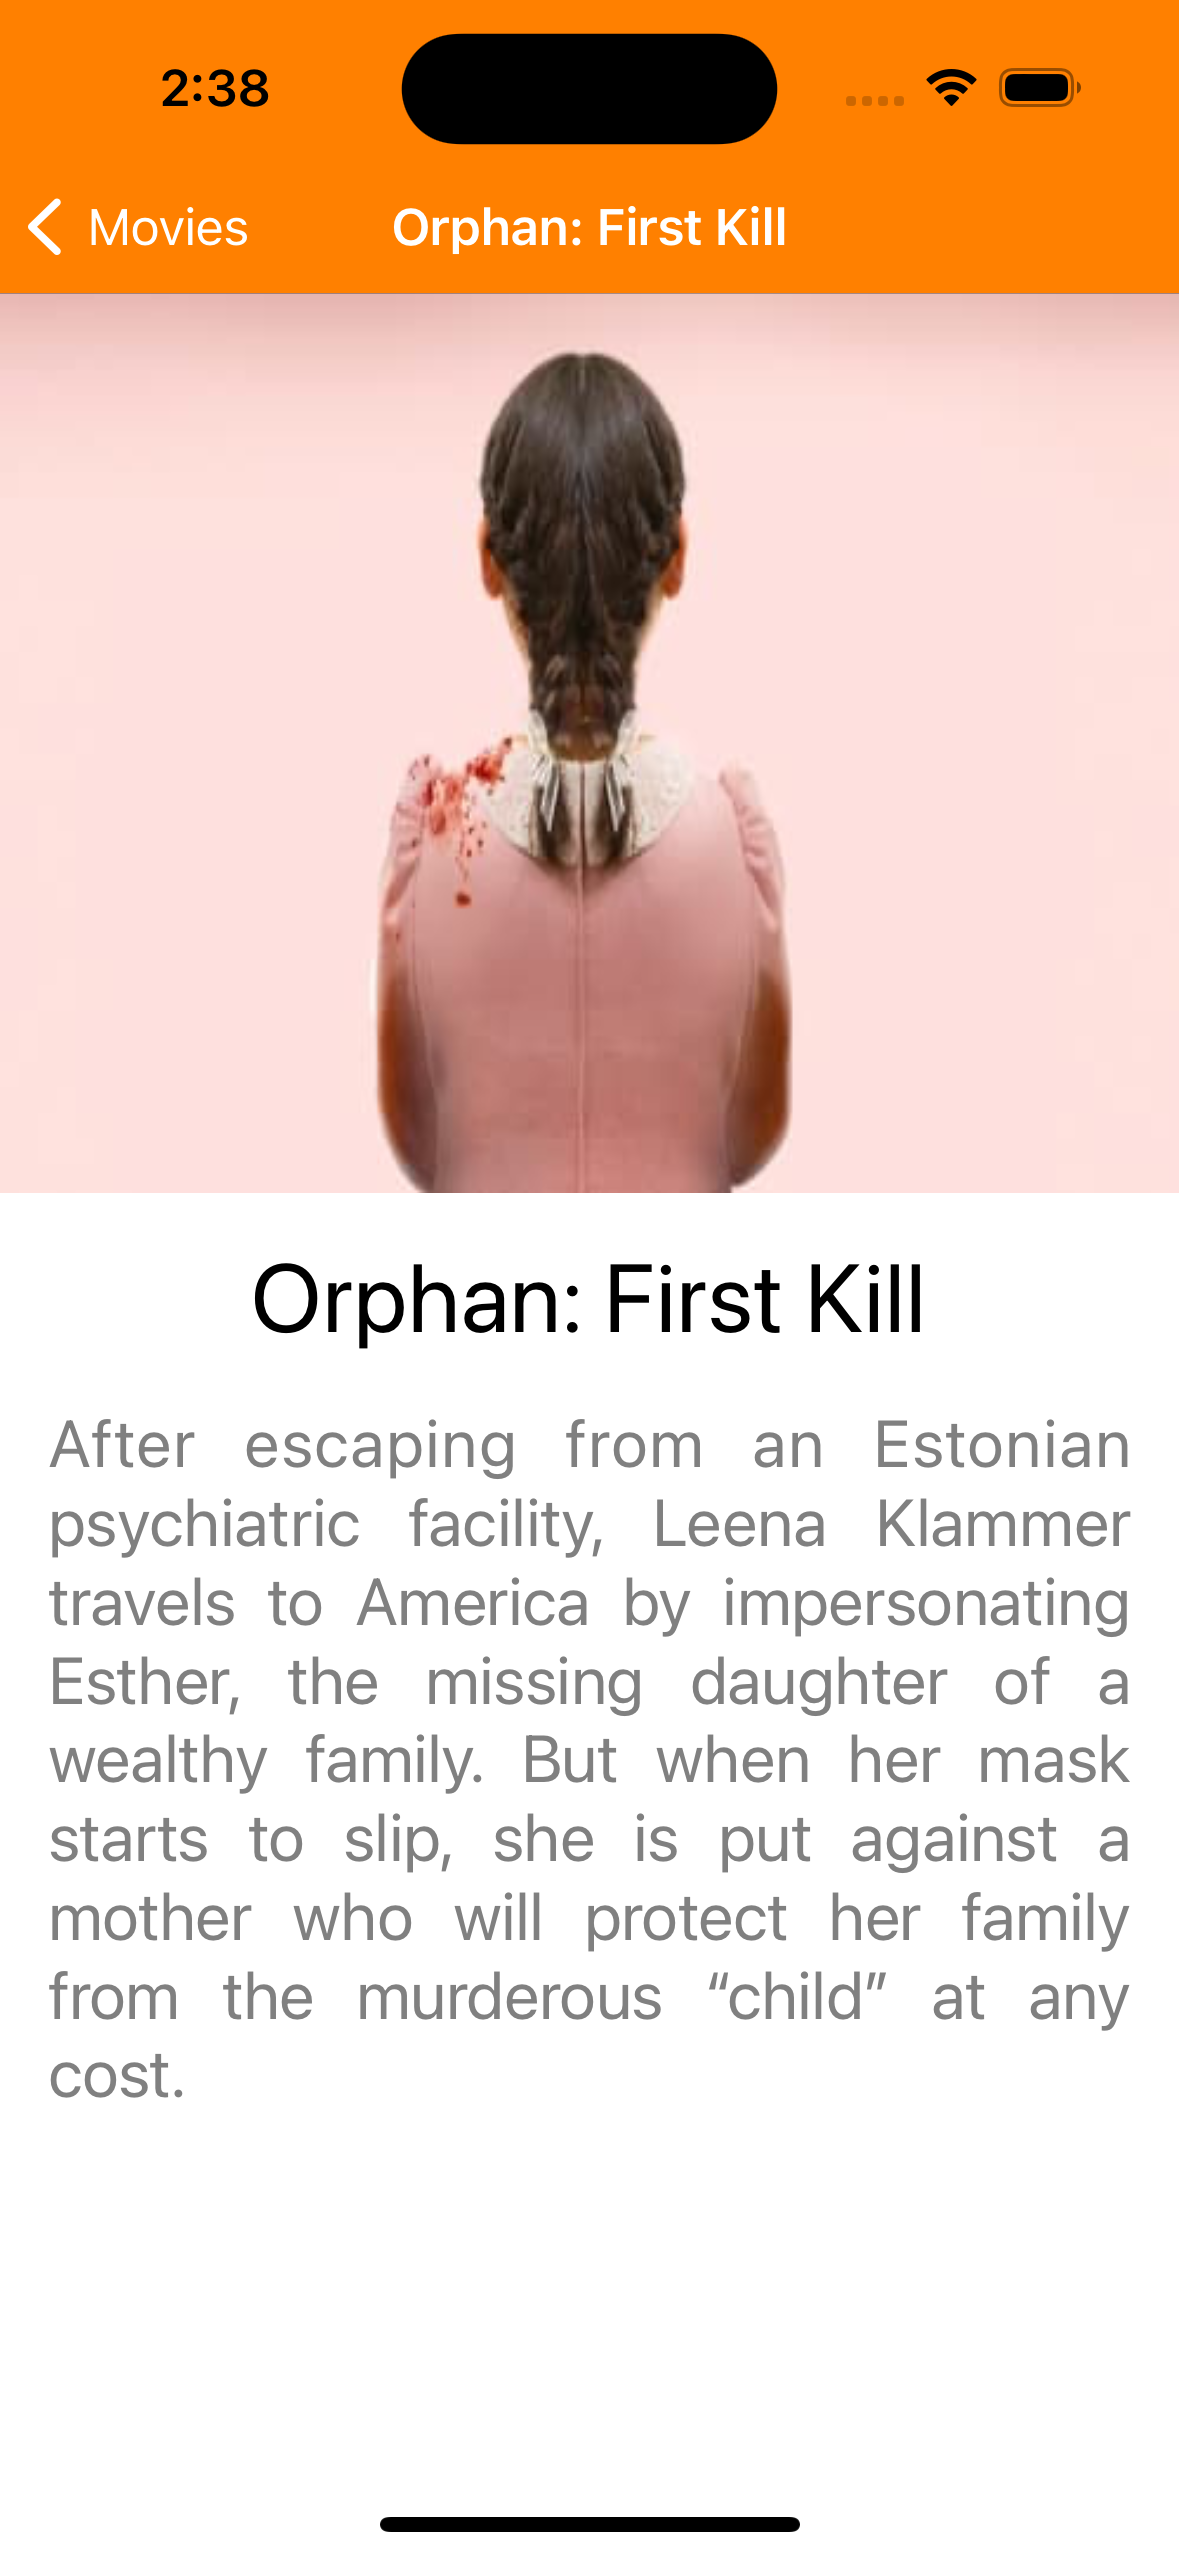 2:38
Movies
Orphan: First Kill
Orphan: First Kill
After escaping from an Estonian
psychiatric facility, Leena Klammer
travels to America by impersonating
Esther, the missing daughter of a
wealthy family. But when her mask
starts to slip, she is put against a
mother who will protect her family
from the murderous “child” at any
cost.